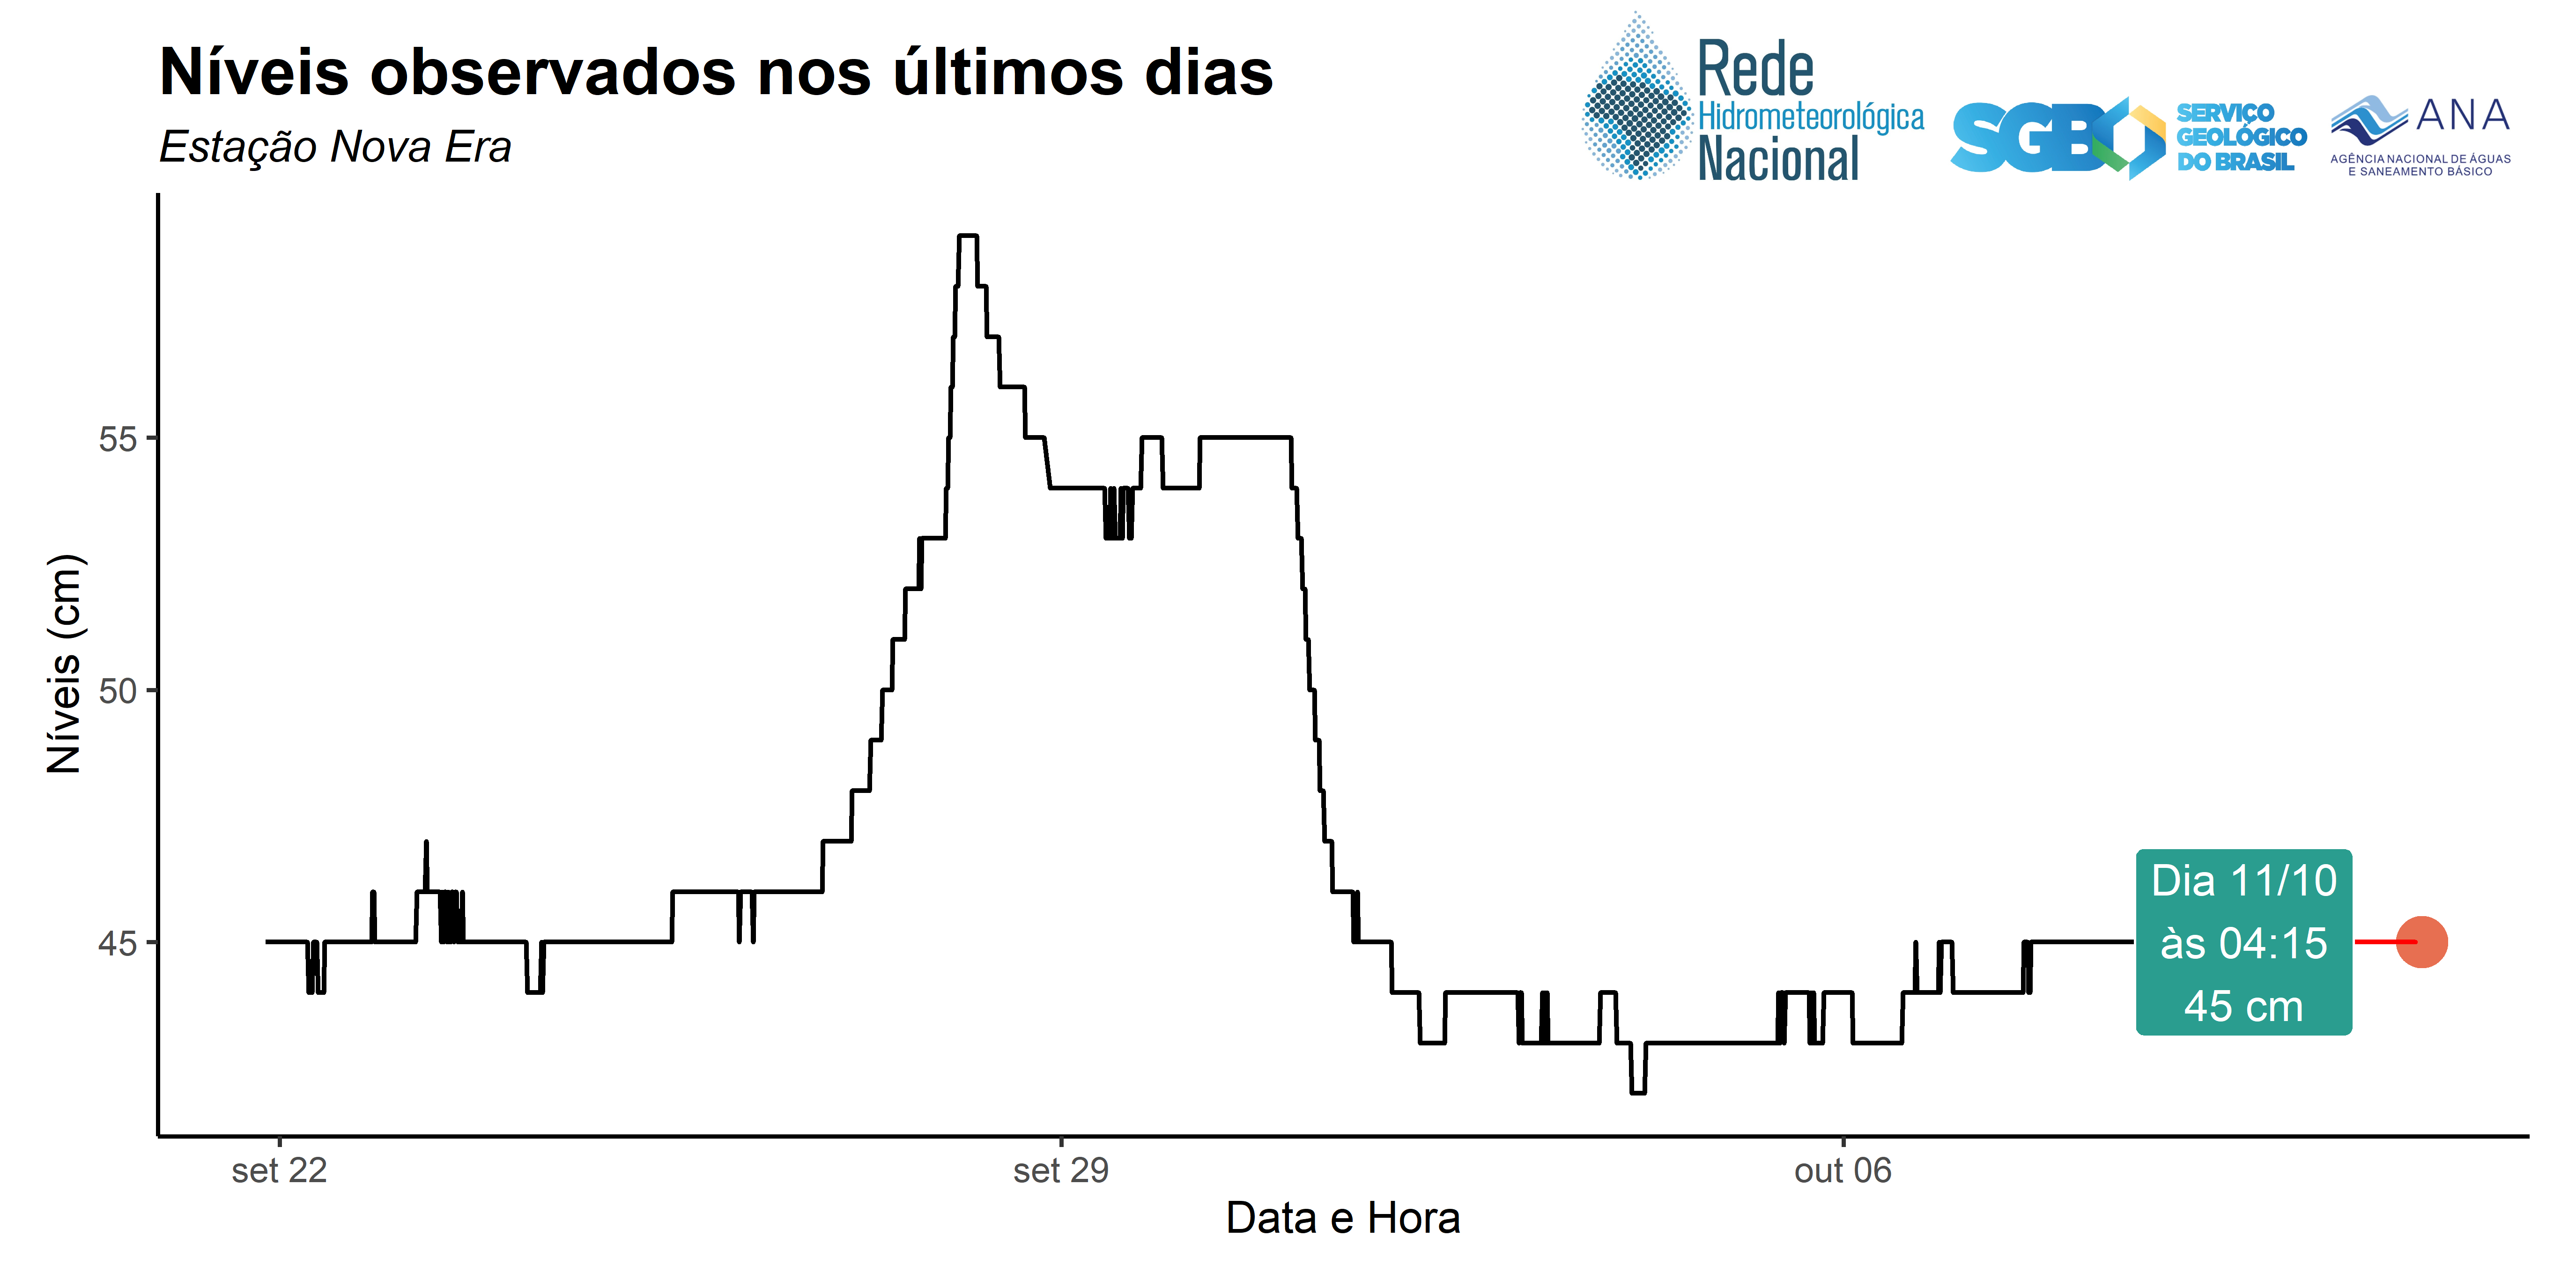 Níveis observados nos últimos dias
Estação Nova Era
Rede
Hidrometeorológica
Nacional
SGB
SERVIÇO
GEOLÓGICO
DO BRASIL
ANA
AGÊNCIA NACIONAL DE ÁGUAS
E SANEAMENTO BÁSICO
Níveis (cm)
55
50
45
Dia 11/10
às 04:15
45 cm
set 22
set 29
out 06
Data e Hora